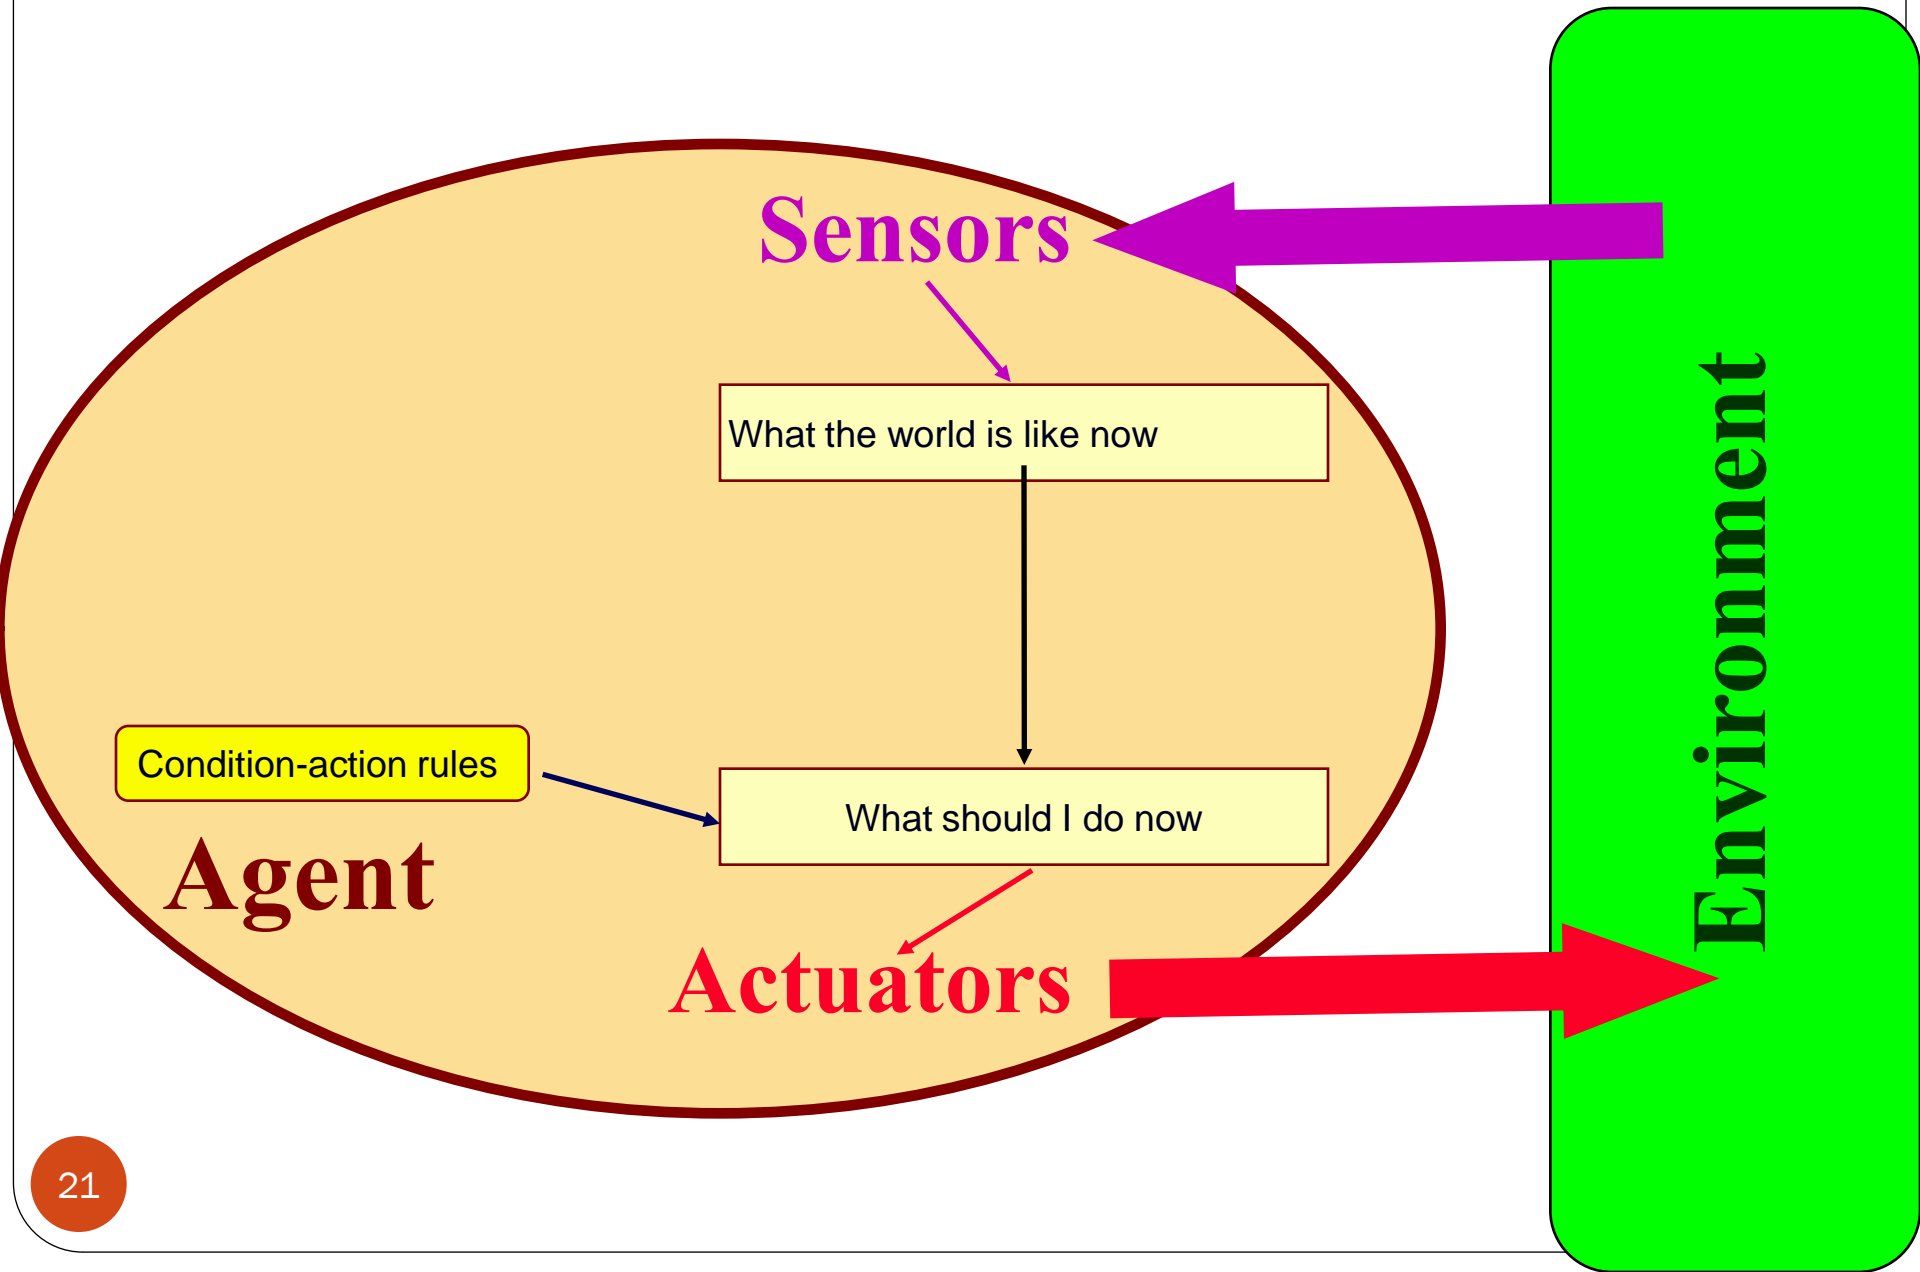 Sensors
What the world is like now
Condition-action rules
What should I do now
Agent
Actuators
Environment
21